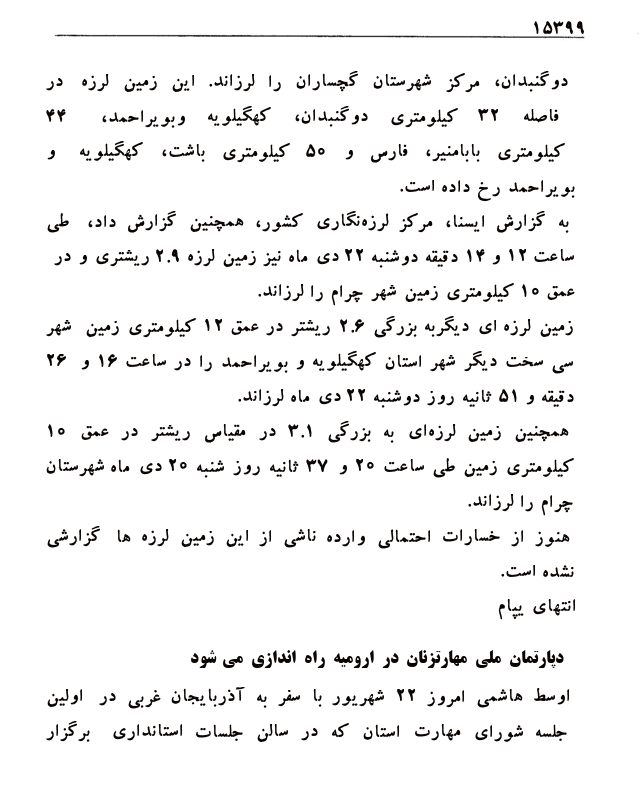 ۱۵۳۹۹
دوگنبدان، مرکز شهرستان گچساران را لرزاند. این زمین لرزه در
فاصله ۳۲ کیلومتری دوگنبدان، کهگیلویه وبویراحمد، ۴۴
کیلومتری بابامنیر، فارس و ۵۰ کیلومتری باشت، کهگیلویه و
بویراحمد رخ داده است.
به گزارش ایسنا، مرکز لرزه‌نگاری کشور، همچنین گزارش داد، طی
ساعت ۱۲ و ۱۴ دقیقه دوشنبه ۲۲ دی ماه نیز زمین لرزه ۲.۹ ریشتری و در
عمق ۱۰ کیلومتری زمین شهر چرام را لرزاند.
زمین لرزه ای دیگربه بزرگی ۲.۶ ریشتر در عمق ۱۲ کیلومتری زمین شهر
سی سخت دیگر شهر استان کهگیلویه و بویراحمد را در ساعت ۱۶ و ۲۶
دقیقه و ۵۱ ثانیه روز دوشنبه ۲۲ دی ماه لرزاند.
همچنین زمین لرزه‌ای به بزرگی ۳.۱ در مقیاس ریشتر در عمق ۱۰
کیلومتری زمین طی ساعت ۲۰ و ۳۷ ثانیه روز شنبه ۲۰ دی ماه شهرستان
چرام را لرزاند.
هنوز از خسارات احتمالی وارده ناشی از این زمین لرزه ها گزارشی
نشده است.
انتهای پیام
دپارتمان ملی مهارتزنان در ارومیه راه اندازی می شود
اوسط هاشمی امروز ۲۲ شهریور با سفر به آذربایجان غربی در اولین
جلسه شورای مهارت استان که در سالن جلسات استانداری برگزار